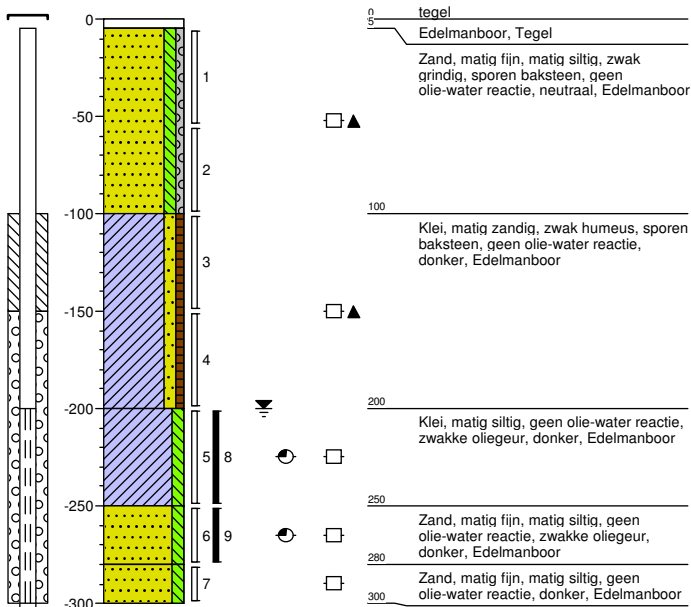 0
tegel
5
Edelmanboor, Tegel
Zand, matig fijn, matig siltig, zwak
grindig, sporen baksteen, geen
olie-water reactie, neutraal, Edelmanboor
1
-50
2
-100
100
Klei, matig zandig, zwak humeus, sporen
baksteen, geen olie-water reactie,
donker, Edelmanboor
3
-150
4
-200
200
Klei, matig siltig, geen olie-water reactie,
zwakke oliegeur, donker, Edelmanboor
5
8
-250
250
Zand, matig fijn, matig siltig, geen
olie-water reactie, zwakke oliegeur,
donker, Edelmanboor
6
9
280
Zand, matig fijn, matig siltig, geen
olie-water reactie, donker, Edelmanboor
7
-300
300
0